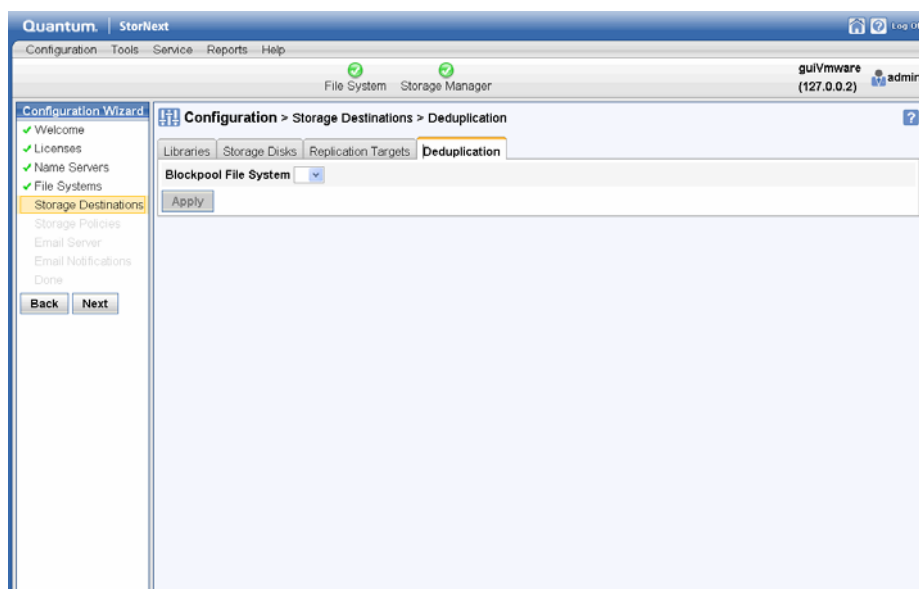 Quantum. | StorNext
Log Of
Configuration Tools Service Reports Help
File System Storage Manager
guiVmware
(127.0.0.2)
admin
Configuration Wizard
Welcome
Licenses
Name Servers
File Systems
Storage Destinations
Storage Policies
Email Server
Email Notifications
Done
Back Next
Configuration > Storage Destinations > Deduplication
?
Libraries Storage Disks Replication Targets Deduplication
Blockpool File System
Apply